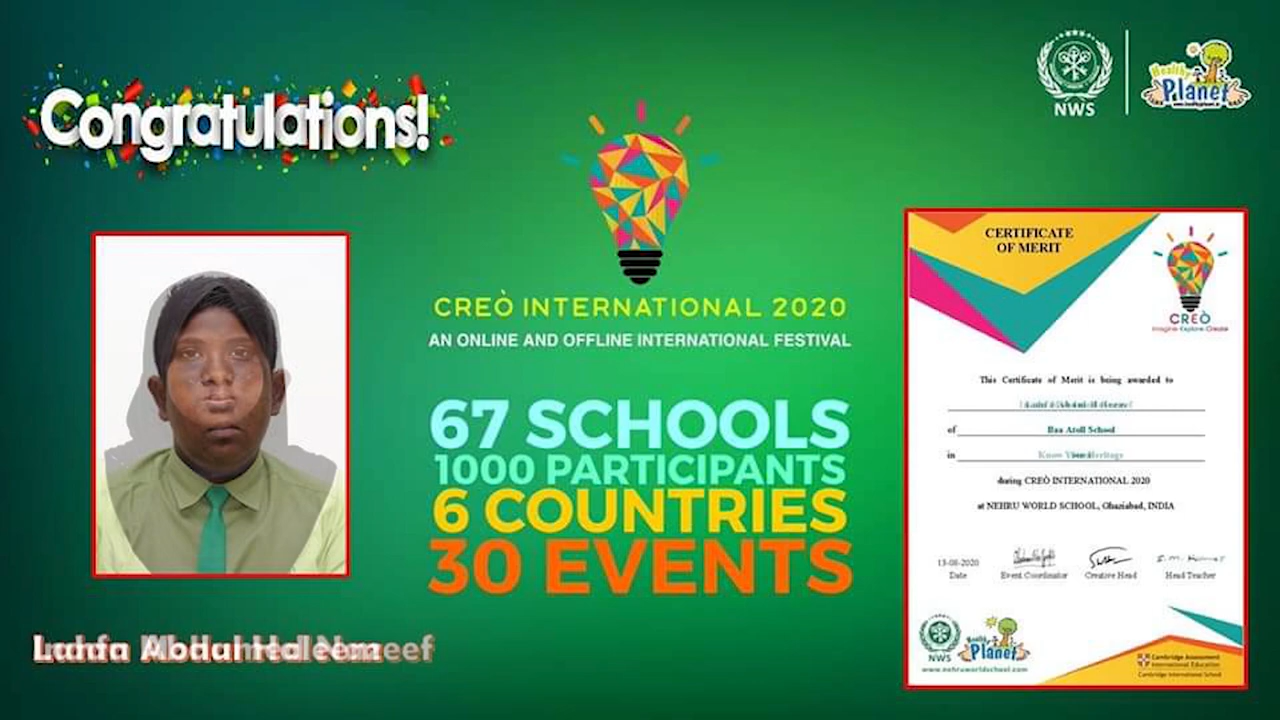 Congratulations!
NWS
Healthy
Planet
CREÒ INTERNATIONAL 2020
AN ONLINE AND OFFLINE INTERNATIONAL FESTIVAL
67 SCHOOLS
1000 PARTICIPANTS
6 COUNTRIES
30 EVENTS
CERTIFICATE
OF MERIT
CREÒ
Imagine Explore Create
This Certificate of Merit is being awarded to
of Baa Atoll School
in Know Heritage
during CREÒ INTERNATIONAL 2020
at NEHRU WORLD SCHOOL, Ghaziabad, INDIA
13-08-2020
Date Event Coordinator Creative Head Head Teacher
NWS
Healthy
Planet
www.nehruworldschool.com
Cambridge Assessment
International Education
Cambridge International School
Abdul